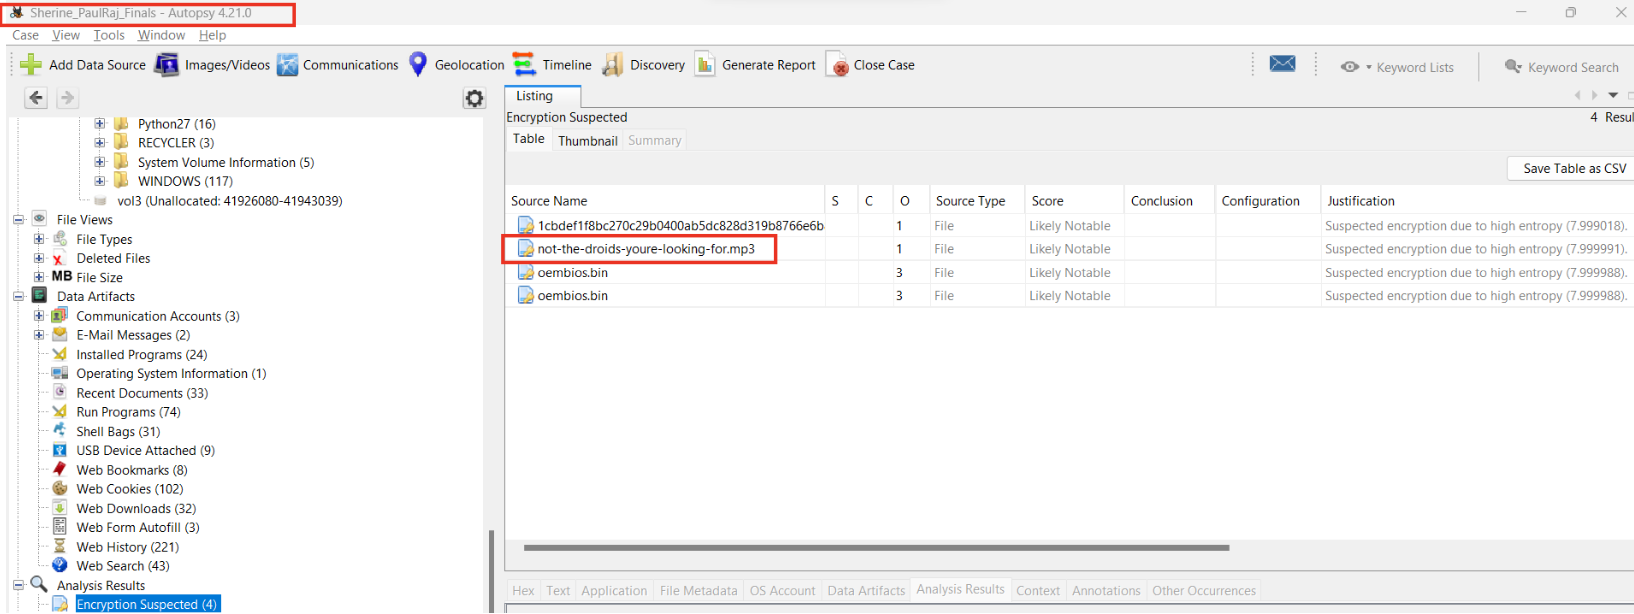 Sherine_PaulRaj_Finals - Autopsy 4.21.0
Case View Tools Window Help
Add Data Source Images/Videos Communications Geolocation Timeline Discovery Generate Report Close Case Keyword Lists Keyword Search
Python27 (16)
RECYCLER (3)
System Volume Information (5)
WINDOWS (117)
vol3 (Unallocated: 41926080-41943039)
File Views
File Types
Deleted Files
MB File Size
Data Artifacts
Communication Accounts (3)
E-Mail Messages (2)
Installed Programs (24)
Operating System Information (1)
Recent Documents (33)
Run Programs (74)
Shell Bags (31)
USB Device Attached (9)
Web Bookmarks (8)
Web Cookies (102)
Web Downloads (32)
Web Form Autofill (3)
Web History (221)
Web Search (43)
Analysis Results
Encryption Suspected (4)
Listing
Encryption Suspected
4 Resul
Table Thumbnail Summary
Save Table as CSV
Source Name S C O Source Type Score Conclusion Configuration Justification
1cbdef1f8bc270c29b0400ab5dc828d319b8766e6b 1 File Likely Notable Suspected encryption due to high entropy (7.999018).
not-the-droids-youre-looking-for.mp3 1 File Likely Notable Suspected encryption due to high entropy (7.999991).
oembios.bin 3 File Likely Notable Suspected encryption due to high entropy (7.999988).
oembios.bin 3 File Likely Notable Suspected encryption due to high entropy (7.999988).
Hex Text Application File Metadata OS Account Data Artifacts Analysis Results Context Annotations Other Occurrences